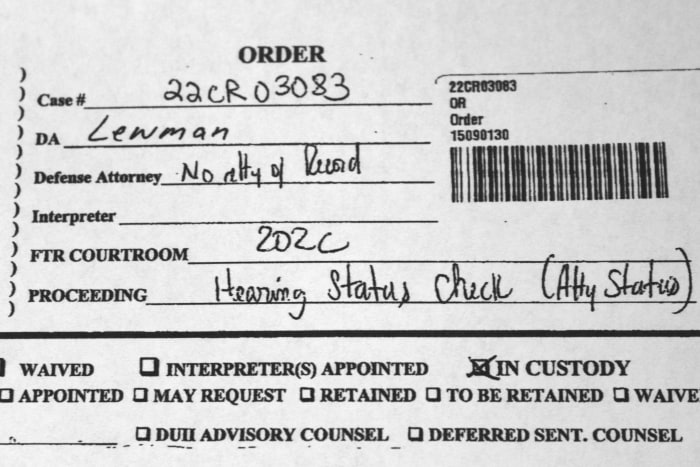 ORDER
Case # 22CR03083
22CR03083
OR
Order
15090130
DA Lewman
Defense Attorney No atty of Record
Interpreter
FTR COURTROOM 202C
PROCEEDING Hearing Status Check (Atty Status)
WAIVED ☐ INTERPRETER(S) APPOINTED ☒ IN CUSTODY
☐ APPOINTED ☐ MAY REQUEST ☐ RETAINED ☐ TO BE RETAINED ☐ WAIVE
☐ DUII ADVISORY COUNSEL ☐ DEFERRED SENT. COUNSEL